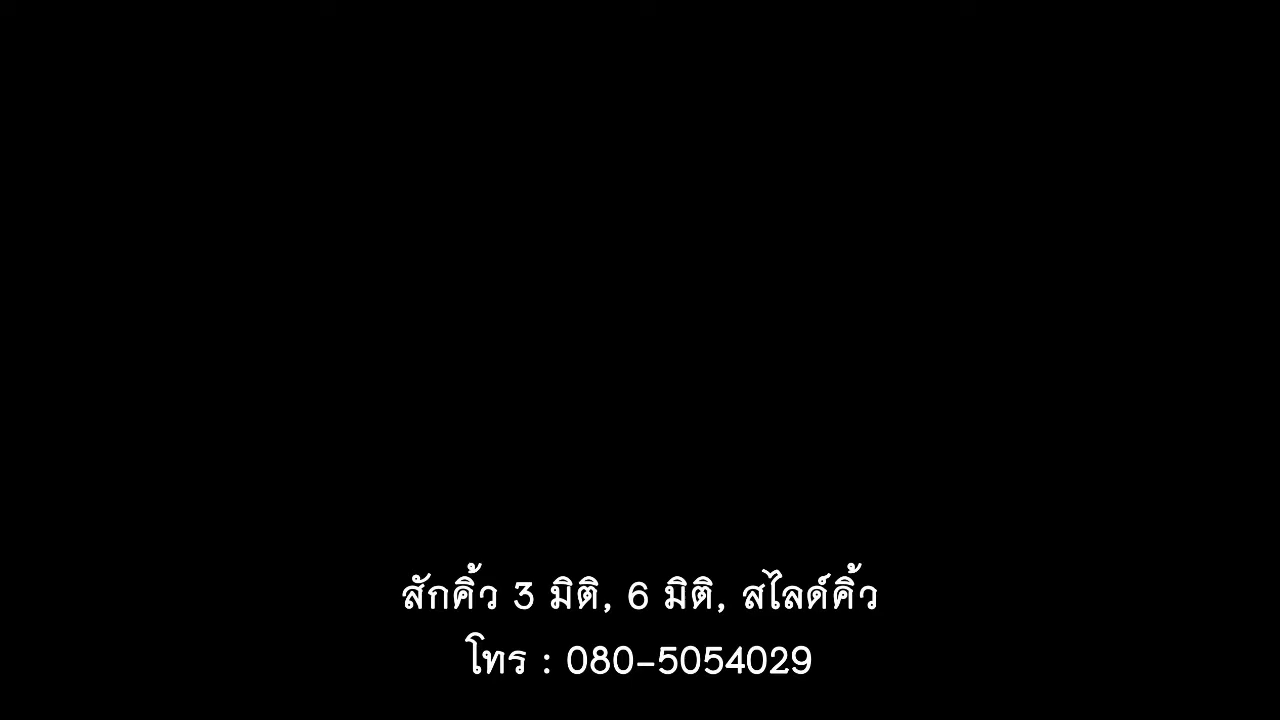 สักคิ้ว 3 มิติ, 6 มิติ, สไลด์คิ้ว
โทร : 080-5054029